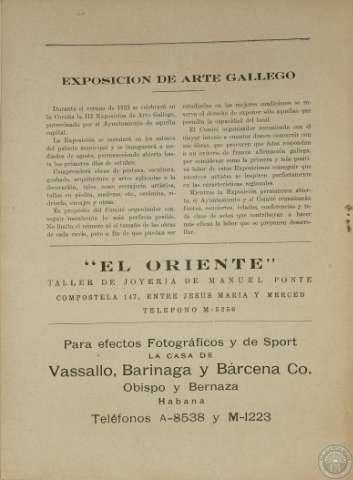 EXPOSICION DE ARTE GALLEGO
Durante el verano de 1923 se celebrará en
la Coruña la III Exposición de Arte Gallego,
patrocinada por el Ayuntamiento de aquella
capital.
La Exposición se instalará en los salones
del palacio municipal y se inaugurará a me-
diados de agosto, permaneciendo abierta has-
ta los primeros días de octubre.
Comprenderá obras de pintura, escultura,
grabado, arquitectura y artes aplicadas a la
decoración, tales como cerrajería artística,
tallas en piedra, maderas etc., cerámica, vi-
driería, encajes y otras.
Es propósito del Comité organizador con-
seguir instalarlo lo más perfecta posible.
No limita el número ni el tamaño de las obras
de cada envío, pero a fin de que puedan ser
estudiadas en las mejores condiciones se re-
serva el derecho de exponer sólo aquellas que
permita la capacidad del local.
El Comité organizador recomienda con el
mayor interés a cuantos deseen concurrir con
sus obras, que procuren que éstas respondan
a un criterio de franca afirmación gallega,
por considerar como la primera y más positi-
va labor de estas Exposiciones conseguir que
nuestros artistas se inspiren perfectamente
en las características regionales.
Mientras la Exposición permanezca abier-
ta, el Ayuntamiento y el Comité organizarán
fiestas, conciertos, veladas, conferencias y to-
da clase de actos que contribuyan a hacer
más eficaz la labor que se proponen desarro-
llar.
"EL ORIENTE"
TALLER DE JOYERIA DE MANUEL PONTE
COMPOSTELA 147, ENTRE JESUS MARIA Y MERCED
TELEFONO M-5256
Para efectos Fotográficos y de Sport
LA CASA DE
Vassallo, Barinaga y Bárcena Co.
Obispo y Bernaza
Habana
Teléfonos A-8538 y M-1223